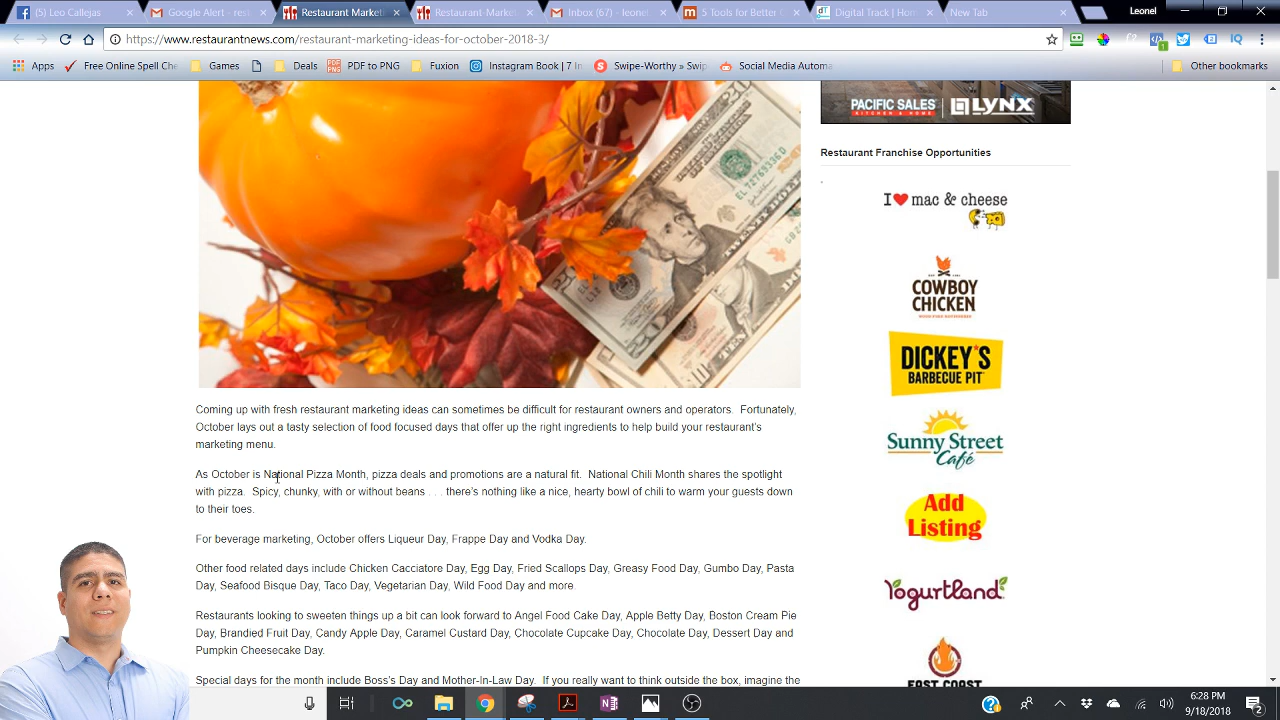 (5) Leo Callejas
Google Alert - rest
Restaurant Marketi
Restaurant Marketi
Inbox (67) - leonel
5 Tools for Better C
Digital Track | Hom
New Tab
Leonel
https://www.restaurantnews.com/restaurant-marketing-ideas-for-october-2018-3/
Apps
Free Online Spell Che
Games
Deals
PDF to PNG
Fuxion
Instagram Book | 7 In
Swipe-Worthy » Swip
Social Media Automa
Other bookmarks
PACIFIC SALES
KITCHEN & HOME
LYNX
Restaurant Franchise Opportunities
I ❤ mac & cheese
COWBOY
CHICKEN
DICKEY'S
BARBECUE PIT
Sunny Street
Café
Add
Listing
Yogurtland
EAST COAST
Coming up with fresh restaurant marketing ideas can sometimes be difficult for restaurant owners and operators. Fortunately,
October lays out a tasty selection of food focused days that offer up the right ingredients to help build your restaurant's
marketing menu.
As October is National Pizza Month, pizza deals and promotions are a natural fit. National Chili Month shares the spotlight
with pizza. Spicy, chunky, with or without beans . . . there's nothing like a nice, hearty bowl of chili to warm your guests down
to their toes.
For beverage marketing, October offers Liqueur Day, Frappe Day and Vodka Day.
Other food related days include Chicken Cacciatore Day, Egg Day, Fried Scallops Day, Greasy Food Day, Gumbo Day, Pasta
Day, Seafood Bisque Day, Taco Day, Vegetarian Day, Wild Food Day and more.
Restaurants looking to sweeten things up a bit can look forward to Angel Food Cake Day, Apple Betty Day, Boston Cream Pie
Day, Brandied Fruit Day, Candy Apple Day, Caramel Custard Day, Chocolate Cupcake Day, Chocolate Day, Dessert Day and
Pumpkin Cheesecake Day.
Special days for the month include Boss's Day and Mother-In-Law Day. If you really want to think outside the box, imagine the
6:28 PM
9/18/2018